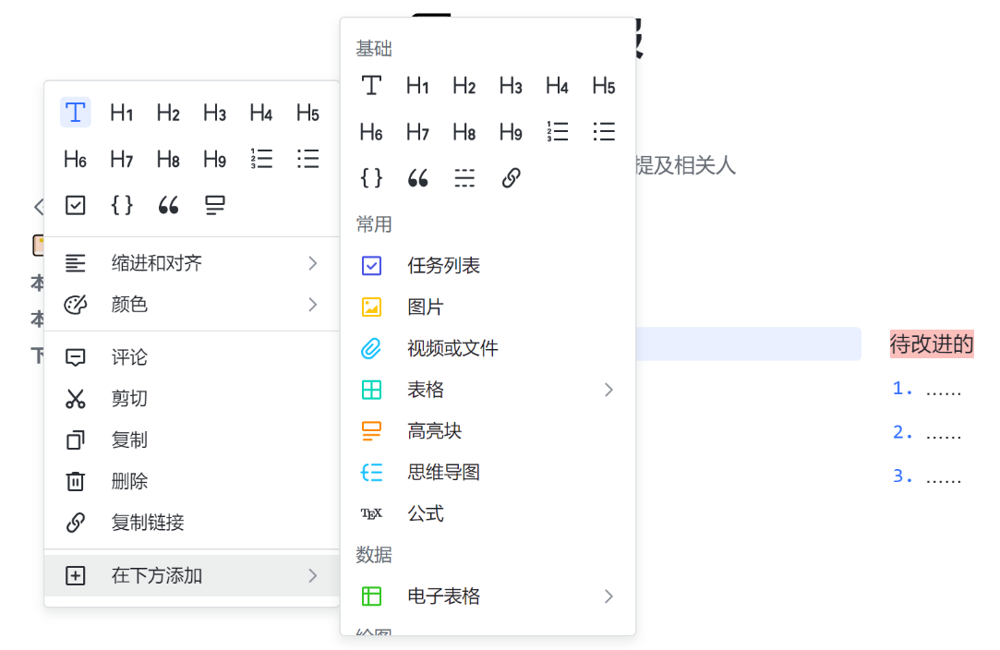 T H1 H2 H3 H4 H5
H6 H7 H8 H9
缩进和对齐
颜色
评论
剪切
复制
删除
复制链接
在下方添加
基础
T H1 H2 H3 H4 H5
H6 H7 H8 H9
{ } “
常用
任务列表
图片
视频或文件
表格
高亮块
思维导图
TEX 公式
数据
电子表格
提及相关人
待改进的
1. ......
2. ......
3. ......